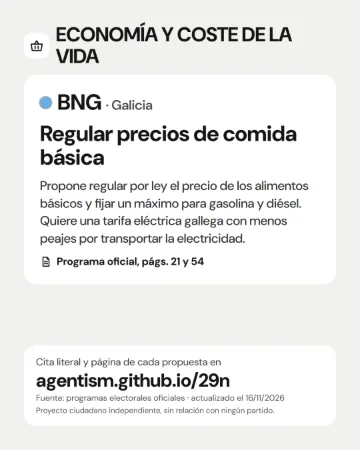 ECONOMÍA Y COSTE DE LA
VIDA
BNG · Galicia
Regular precios de comida
básica
Propone regular por ley el precio de los alimentos
básicos y fijar un máximo para gasolina y diésel.
Quiere una tarifa eléctrica gallega con menos
peajes por transportar la electricidad.
Programa oficial, págs. 21 y 54
Cita literal y página de cada propuesta en
agentism.github.io/29n
Fuente: programas electorales oficiales · actualizado el 16/11/2026
Proyecto ciudadano independiente, sin relación con ningún partido.